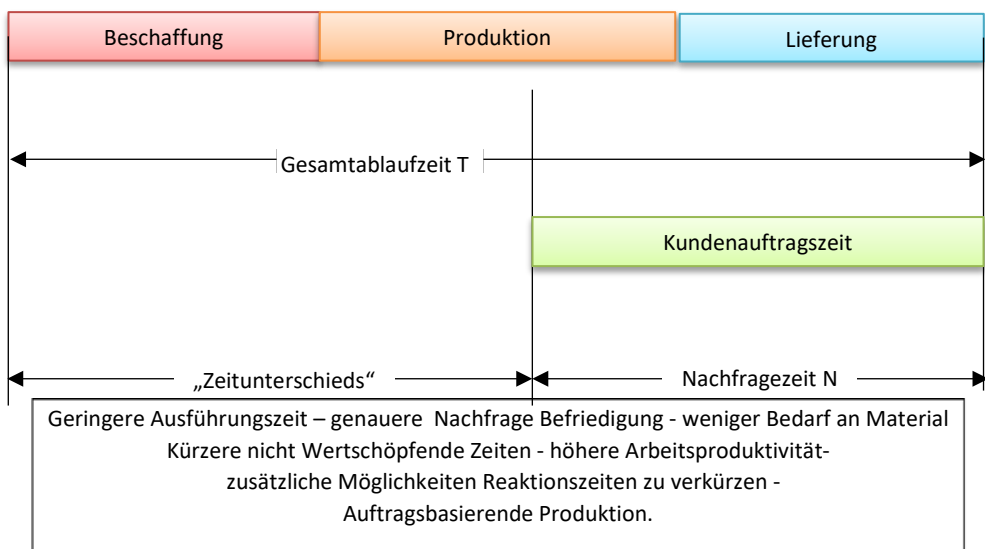 Beschaffung Produktion Lieferung
Gesamtablaufzeit T
Kundenauftragszeit
„Zeitunterschieds“ Nachfragezeit N
Geringere Ausführungszeit – genauere  Nachfrage Befriedigung - weniger Bedarf an Material
Kürzere nicht Wertschöpfende Zeiten - höhere Arbeitsproduktivität-
zusätzliche Möglichkeiten Reaktionszeiten zu verkürzen -
Auftragsbasierende Produktion.